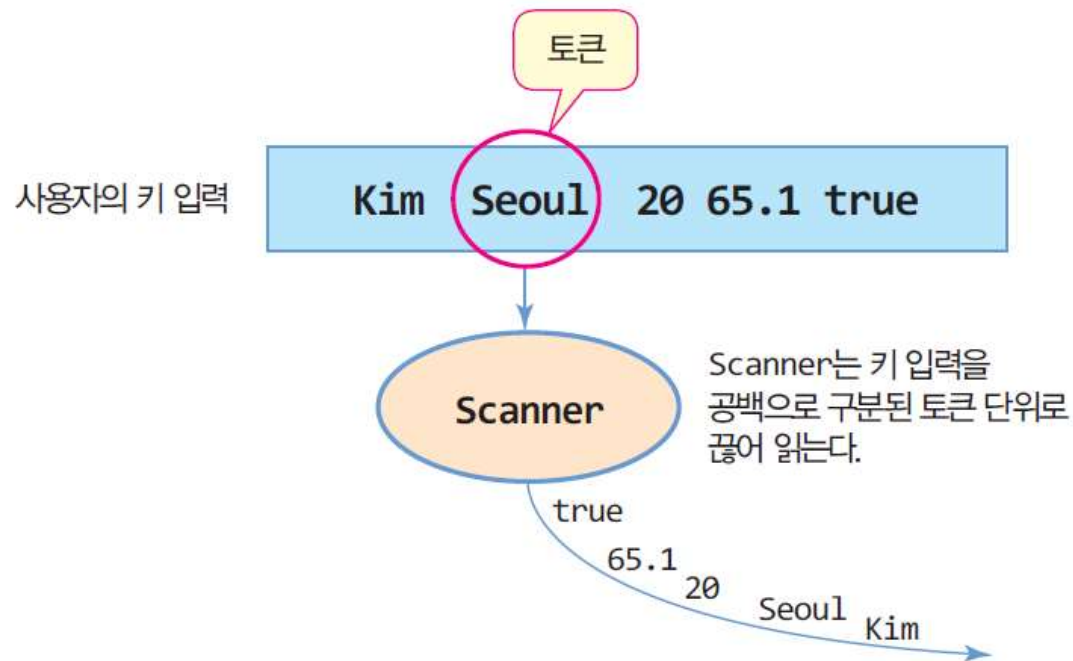 토큰
사용자의 키 입력
Kim Seoul 20 65.1 true
Scanner
Scanner는 키 입력을
공백으로 구분된 토큰 단위로
끊어 읽는다.
true
65.1
20
Seoul
Kim